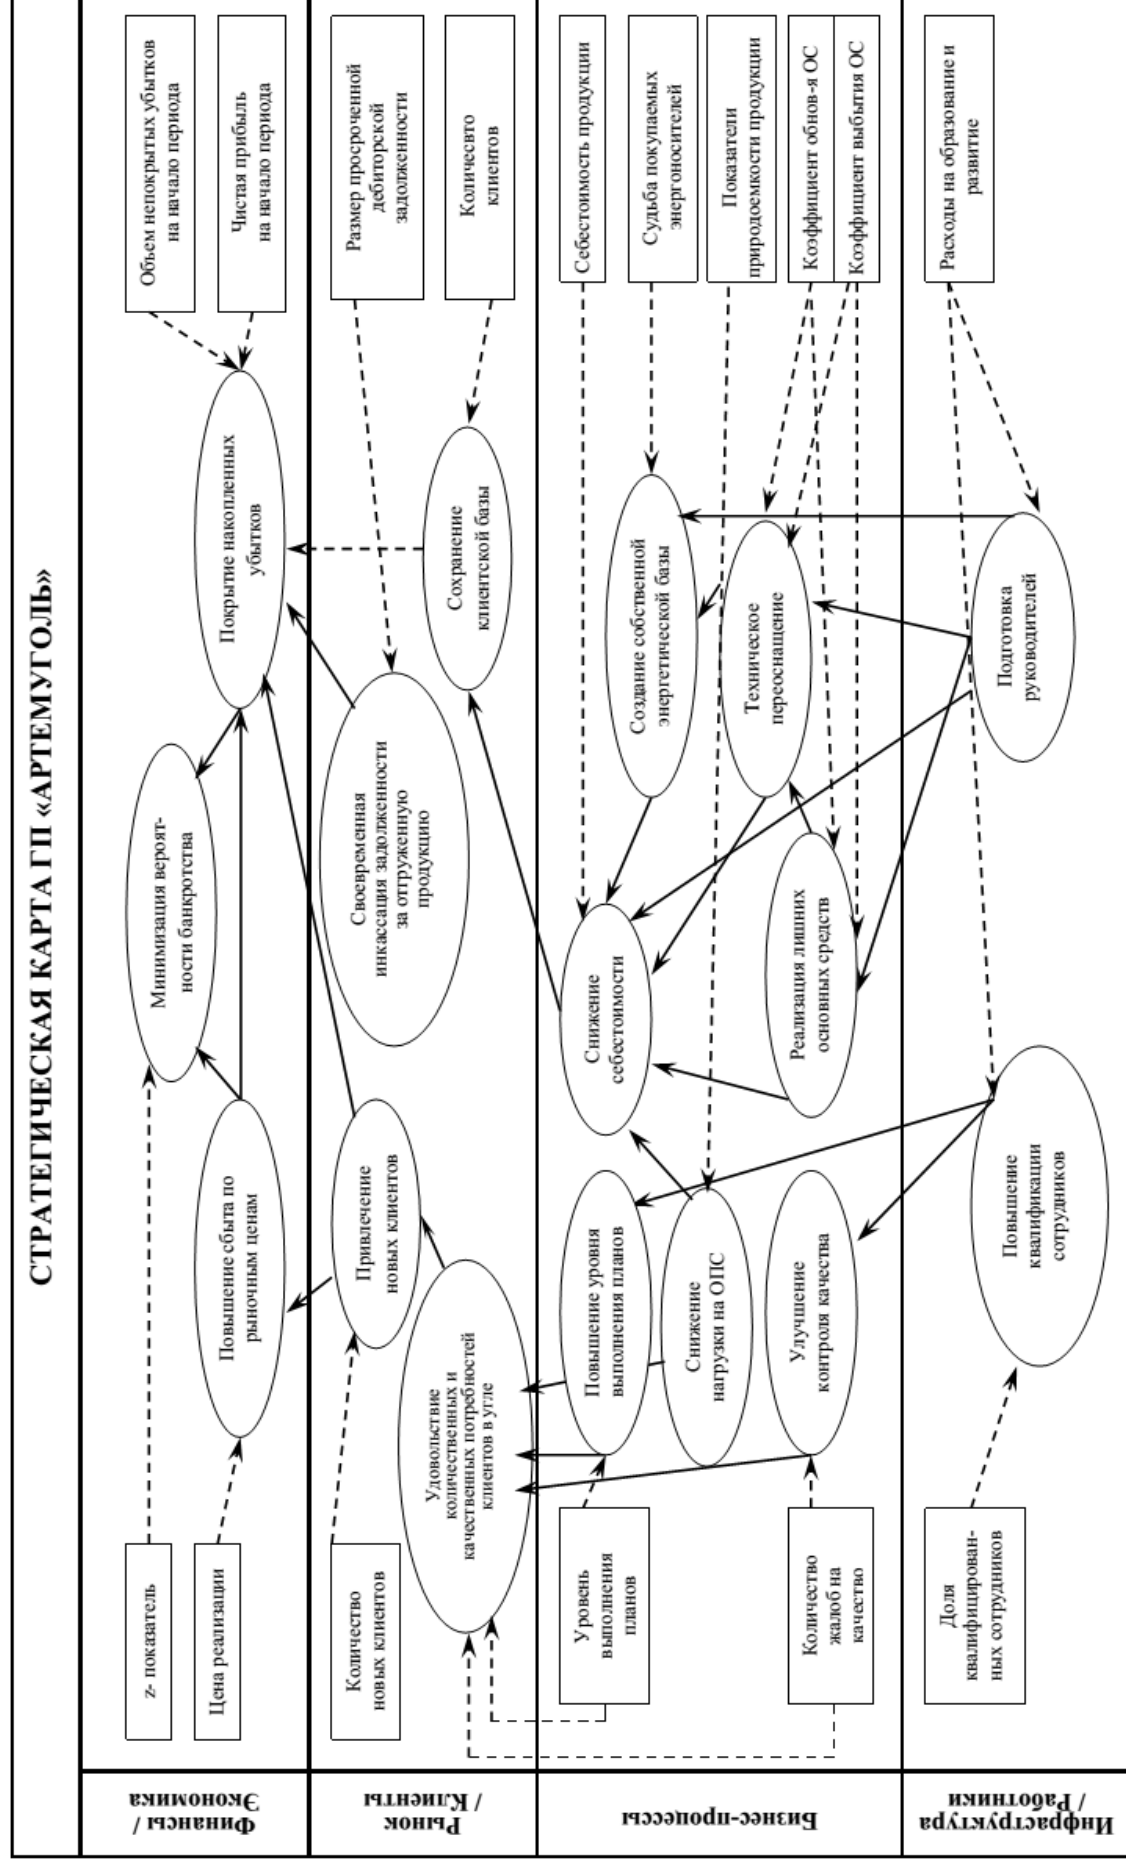 СТРАТЕГИЧЕСКАЯ КАРТА ГП «АРТЕМУГОЛЬ»
Финансы /
Экономика
z- показатель
Цена реализации
Повышение сбыта по
рыночным ценам
Минимизация вероят-
ности банкротства
Покрытие накопленных
убытков
Объем непокрытых убытков
на начало периода
Чистая прибыль
на начало периода
Рынок
/ Клиенты
Количество
новых клиентов
Привлечение
новых клиентов
Удовольствие
количественных и
качественных потребностей
клиентов в угле
Своевременная
инкассация задолженности
за отгруженную
продукцию
Сохранение
клиентской базы
Размер просроченной
дебиторской
задолженности
Количесвто
клиентов
Бизнес-процессы
Уровень
выполнения
планов
Количество
жалоб на
качество
Повышение уровня
выполнения планов
Снижение
нагрузки на ОПС
Улучшение
контроля качества
Снижение
себестоимости
Реализация лишних
основных средств
Создание собственной
энергетической базы
Техническое
переоснащение
Себестоимость продукции
Судьба покупаемых
энергоносителей
Показатели
природоемкости продукции
Коэффициент обнов-я ОС
Коэффициент выбытия ОС
Инфраструктура
/ Работники
Доля
квалифицирован-
ных сотрудников
Повышение
квалификации
сотрудников
Подготовка
руководителей
Расходы на образование и
развитие